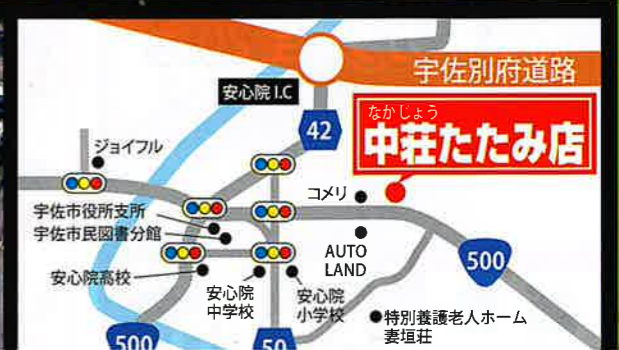 宇佐別府道路
安心院 I.C
42
なかじょう
中荘たたみ店
ジョイフル
コメリ
宇佐市役所支所
宇佐市民図書分館
AUTO
LAND
500
安心院高校
安心院
中学校
安心院
小学校
特別養護老人ホーム
妻垣荘
500
50